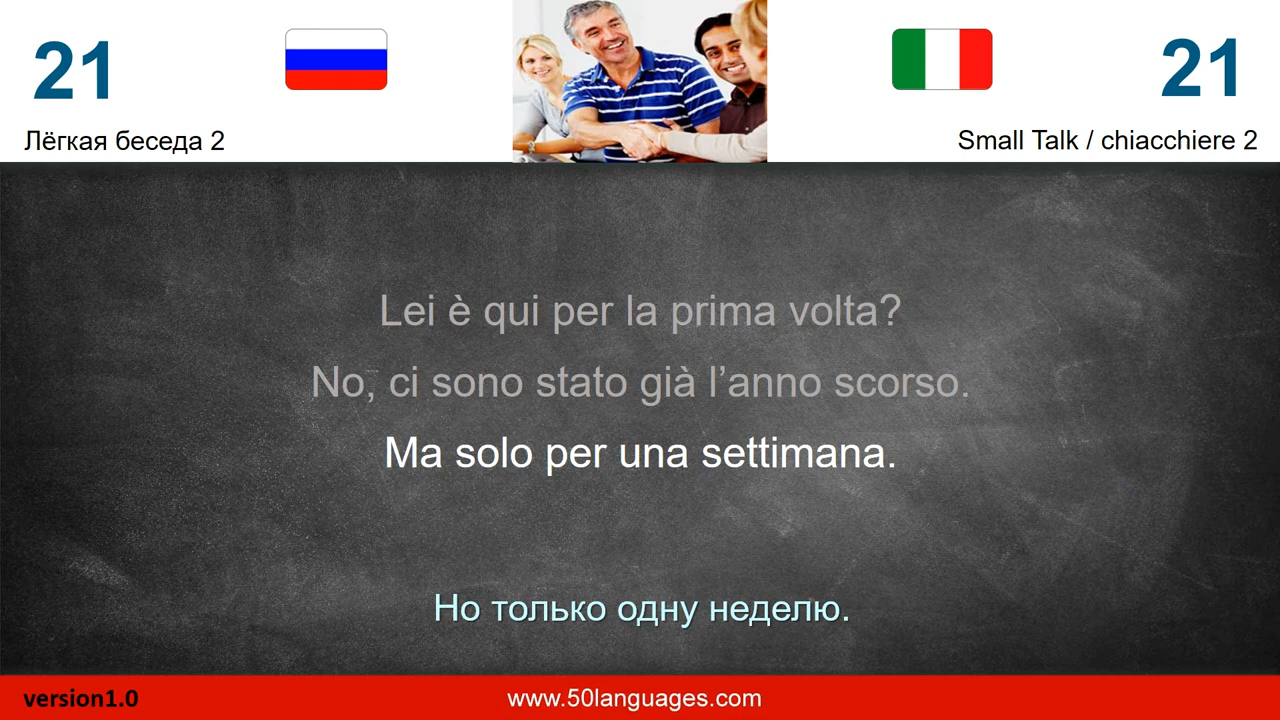 21
21
Лёгкая беседа 2
Small Talk / chiacchiere 2
Lei è qui per la prima volta?
No, ci sono stato già l’anno scorso.
Ma solo per una settimana.
Но только одну неделю.
version1.0
www.50languages.com